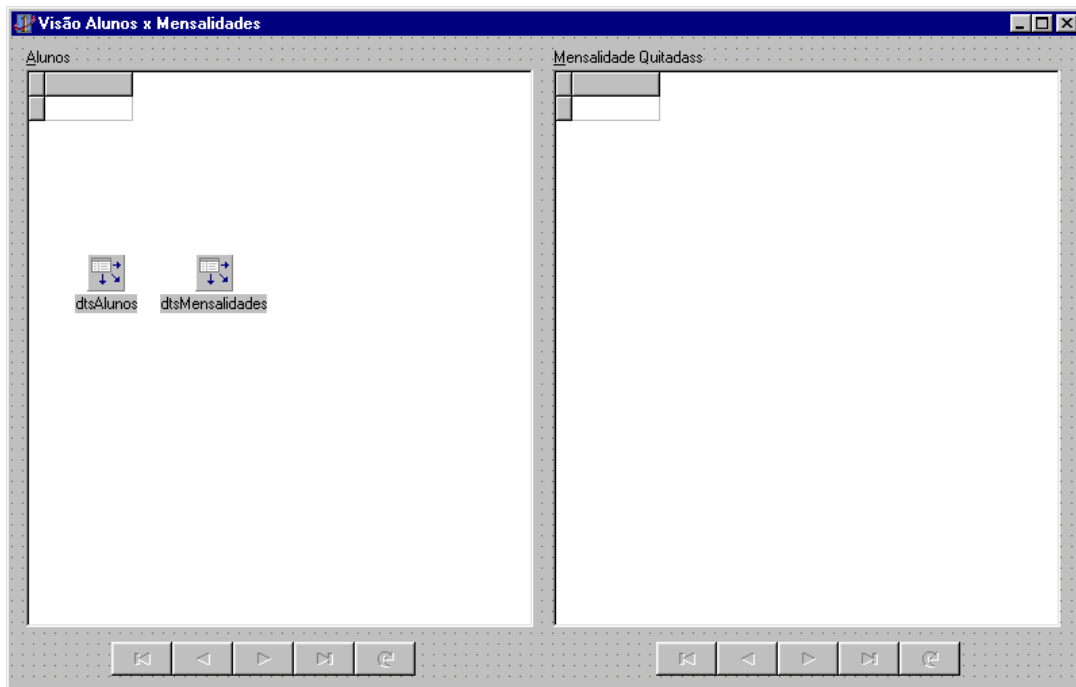 Visão Alunos x Mensalidades
Alunos
Mensalidade Quitadass
dtsAlunos
dtsMensalidades